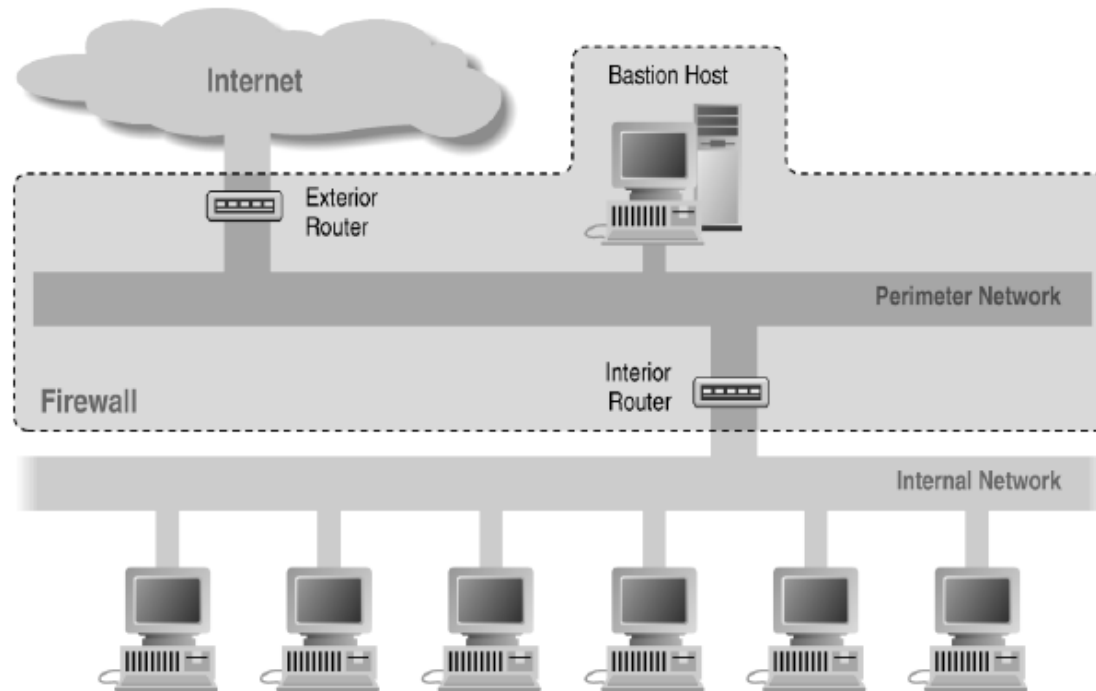 Internet
Bastion Host
Exterior
Router
Perimeter Network
Interior
Router
Firewall
Internal Network